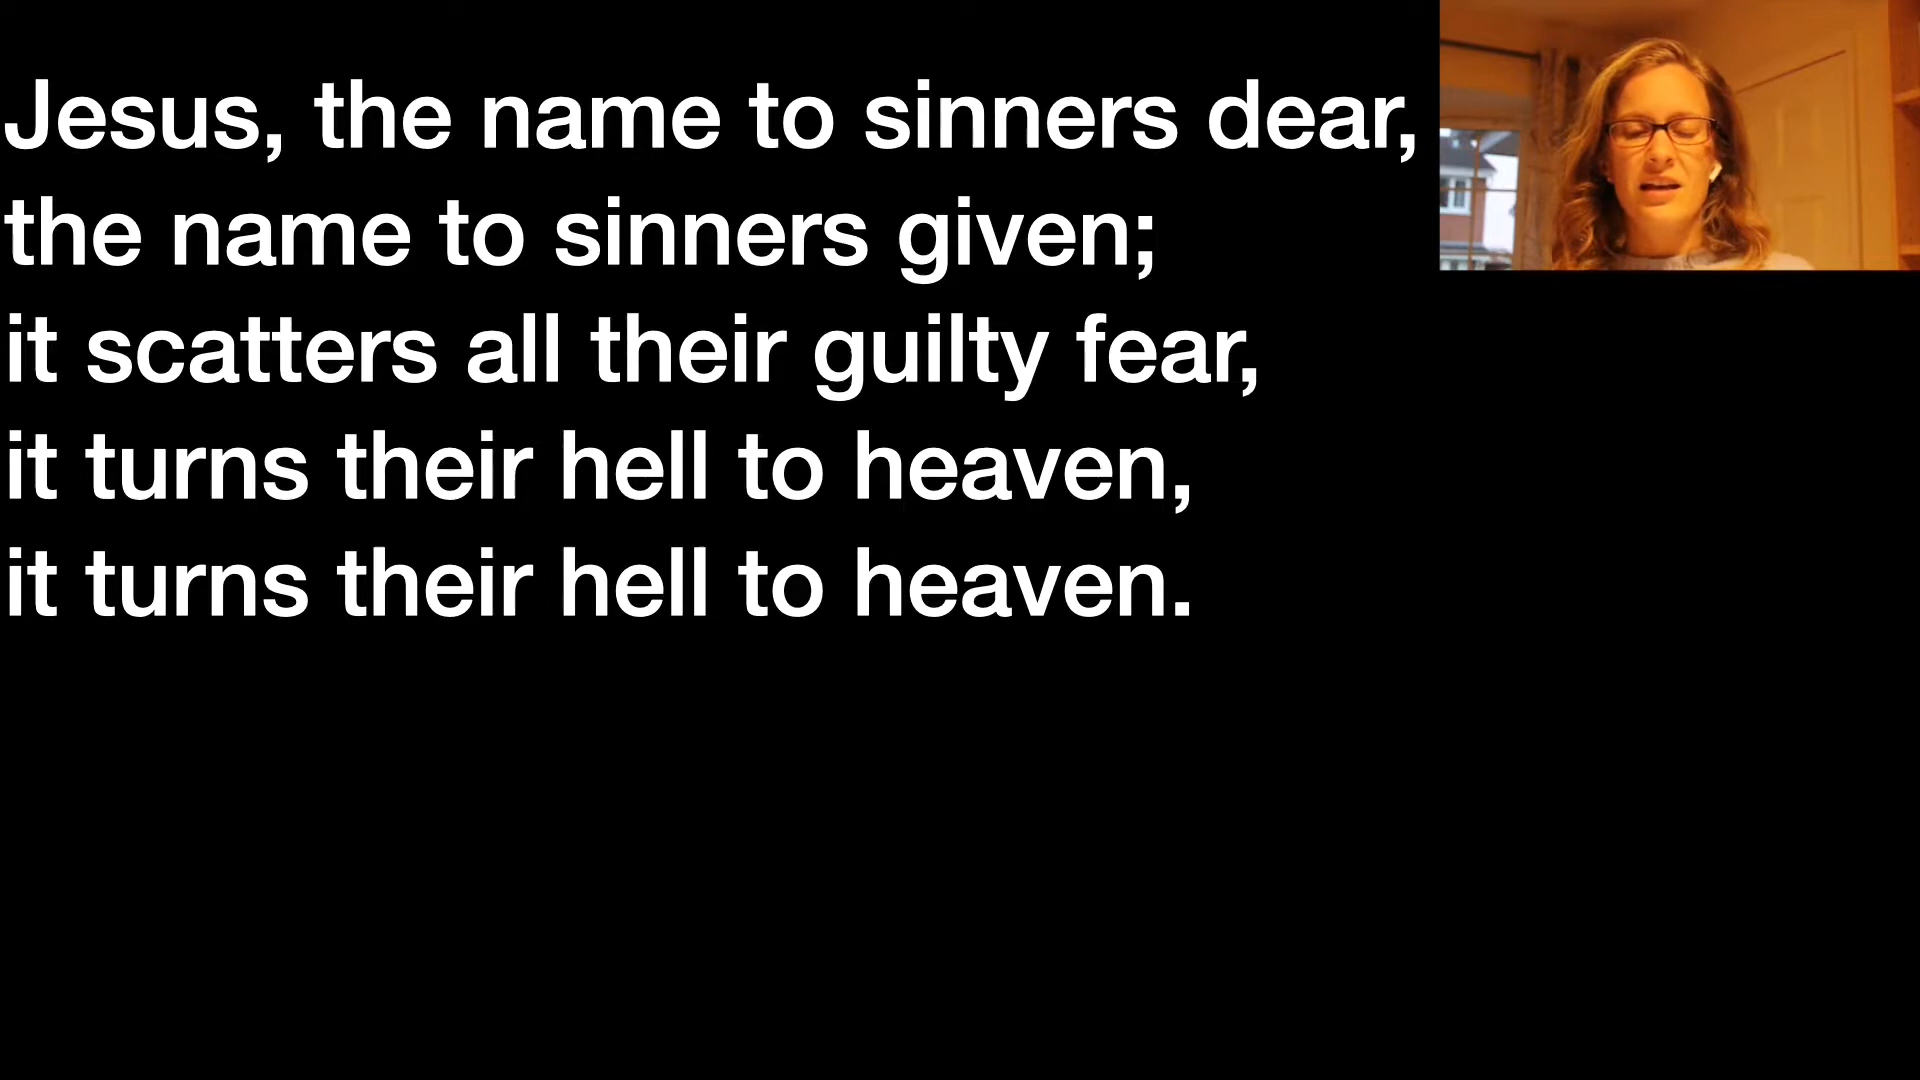 Jesus, the name to sinners dear,
the name to sinners given;
it scatters all their guilty fear,
it turns their hell to heaven,
it turns their hell to heaven.